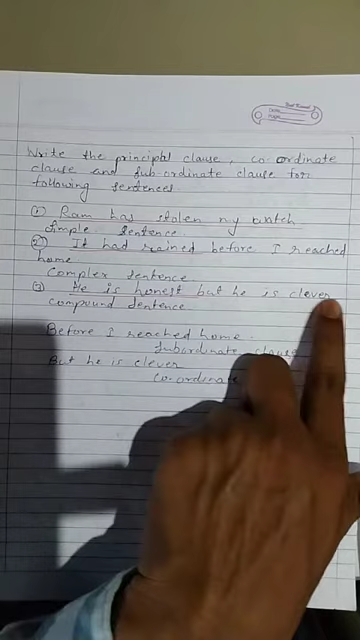 Write the principal clause, co-ordinate
clause and sub-ordinate clause for
following sentences.
(1) Ram has stolen my watch
Simple Sentence.
(2) It had rained before I reached
home
Complex sentence
(3) He is honest but he is clever
compound sentence
Before I reached home.
Subordinate clause
But he is clever
co-ordinate